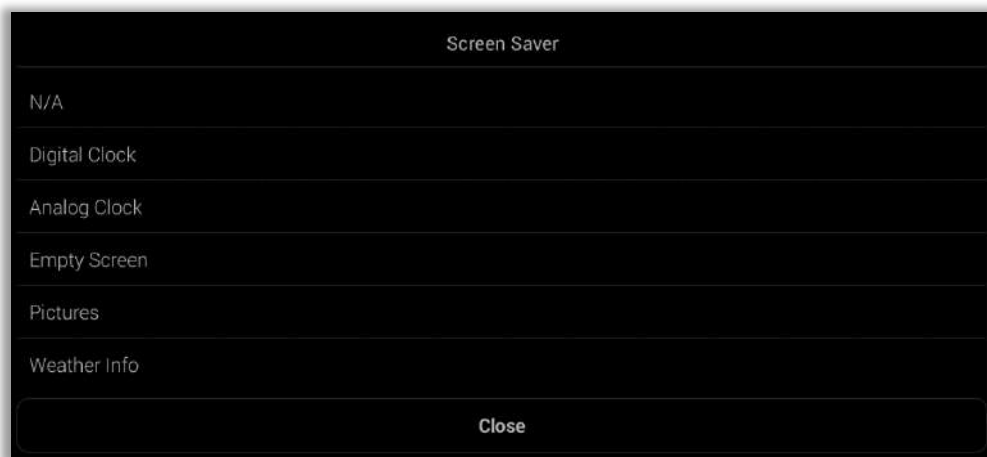 Screen Saver
N/A
Digital Clock
Analog Clock
Empty Screen
Pictures
Weather Info
Close